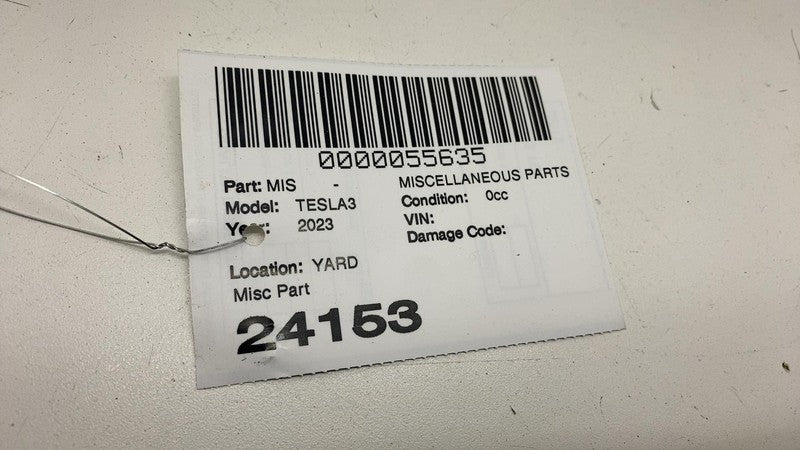 0000055635
Part: MIS - MISCELLANEOUS PARTS
Model: TESLA3 Condition: 0cc
Year: 2023 VIN:
Damage Code:
Location: YARD
Misc Part
24153